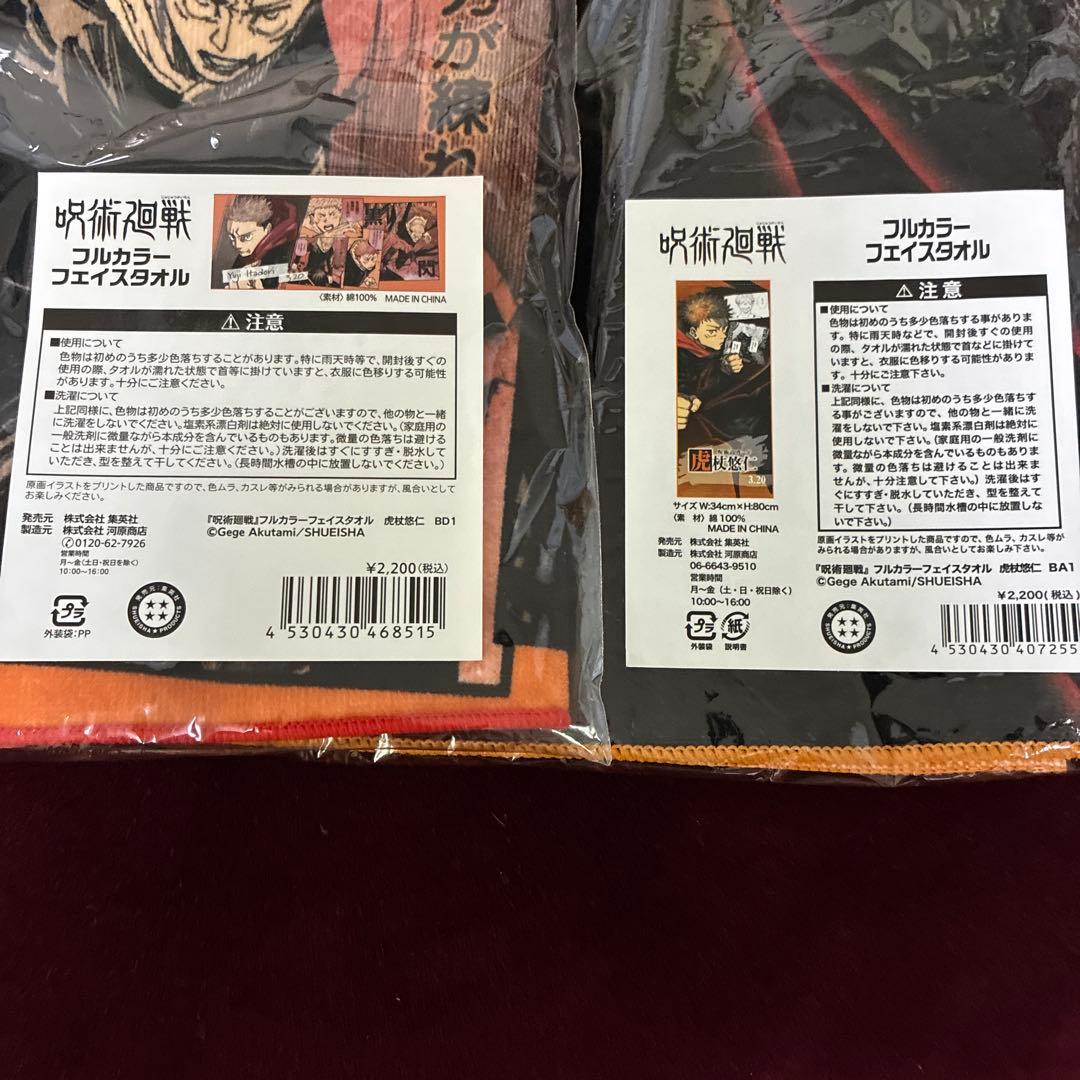 力が練れ
じゅじゅつかいせん
呪術廻戦
フルカラー
フェイスタオル
Yuji Itadori
3.20
黒
閃
〈素材〉綿100% MADE IN CHINA
⚠注意
■使用について
色物は初めのうち多少色落ちすることがあります。特に雨天時等で、開封後すぐの
使用の際、タオルが濡れた状態で首等に掛けていますと、衣服に色移りする可能性
があります。十分にご注意ください。
■洗濯について
上記同様に、色物は初めのうち多少色落ちすることがございますので、他の物と一緒
に洗濯をしないでください。塩素系漂白剤は絶対に使用しないでください。(家庭用の
一般洗剤に微量ながら本成分を含んでいるものもあります。微量の色落ちは避ける
ことは出来ませんが、十分にご注意ください。)洗濯後はすぐにすすぎ・脱水して
いただき、型を整えて干してください。(長時間水槽の中に放置しないでください。)
原画イラストをプリントした商品ですので、色ムラ、カスレ等がみられる場合がありますが、風合いとして
お楽しみください。
発売元 株式会社 集英社
製造元 株式会社 河原商店
0120-62-7926
営業時間
月~金(土・日・祝日を除く)
10:00~16:00
『呪術廻戦』フルカラーフェイスタオル 虎杖悠仁 BD1
©Gege Akutami/SHUEISHA
¥2,200(税込)
プラ
外装袋:PP
発売元:集英社
SHUEISHA★PRODUCTS
4 530430 468515
呪術廻戦
フルカラー
フェイスタオル
虎杖悠仁
3.20
サイズ W:34cm×H:80cm
〈素 材〉綿100%
MADE IN CHINA
⚠注意
■使用について
色物は初めのうち多少色落ちする事がありま
す。特に雨天時などで、開封後すぐの使用
の際、タオルが濡れた状態で首などに掛けて
いますと、衣服に色移りする可能性がありま
す。十分にご注意下さい。
■洗濯について
上記同様に、色物は初めのうち多少色落ちす
る事がございますので、他の物と一緒に洗
濯をしないで下さい。塩素系漂白剤は絶対に
使用しないで下さい。(家庭用の一般洗剤に
微量ながら本成分を含んでいるものもありま
す。微量の色落ちは避けることは出来ま
せんが、十分にご注意下さい。)洗濯後はす
ぐにすすぎ・脱水していただき、型を整えて
干して下さい。(長時間水槽の中に放置しな
いで下さい。)
原画イラストをプリントした商品ですので、色ムラ、カスレ等が
みられる場合がありますが、風合いとしてお楽しみ下さい。
発売元 株式会社 集英社
製造元 株式会社 河原商店
06-6643-9510
営業時間
月~金(土・日・祝日除く)
10:00~16:00
『呪術廻戦』フルカラーフェイスタオル 虎杖悠仁 BA1
©Gege Akutami/SHUEISHA
¥2,200(税込)
プラ
外装袋
紙
説明書
発売元:集英社
SHUEISHA★PRODUCTS
4 530430 407255